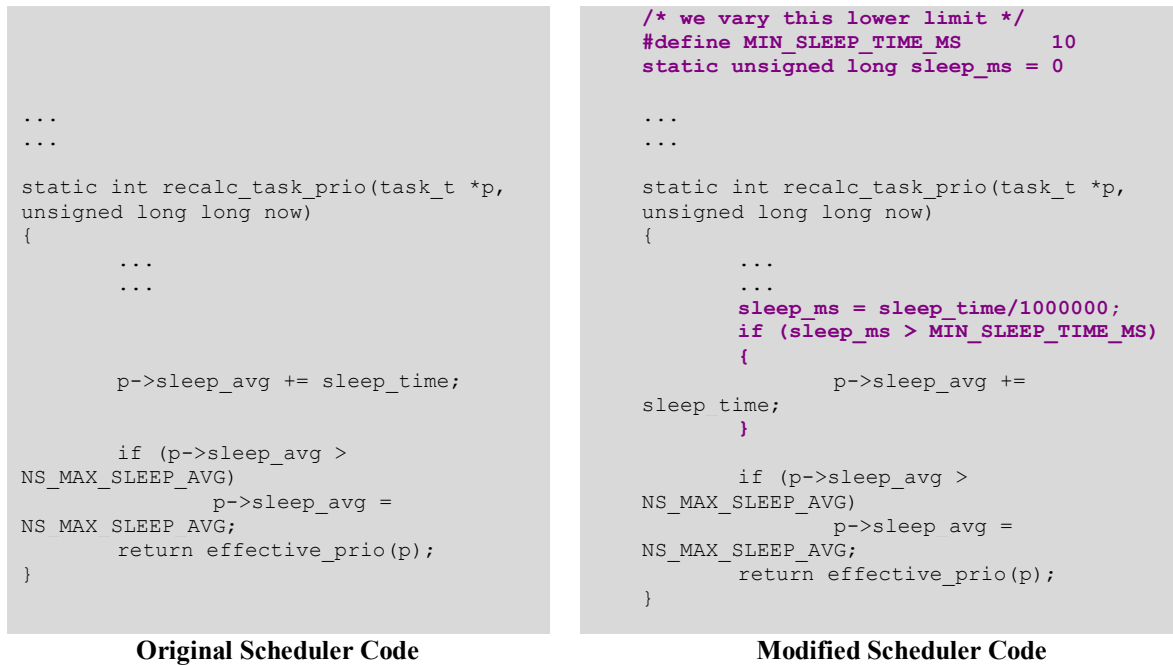 ...
...
static int recalc_task_prio(task_t *p,
unsigned long long now)
{
...
...
p->sleep_avg += sleep_time;
if (p->sleep_avg >
NS_MAX_SLEEP_AVG)
p->sleep_avg =
NS_MAX_SLEEP_AVG;
return effective_prio(p);
}
Original Scheduler Code
/* we vary this lower limit */
#define MIN_SLEEP_TIME_MS 10
static unsigned long sleep_ms = 0
...
...
static int recalc_task_prio(task_t *p,
unsigned long long now)
{
...
...
sleep_ms = sleep_time/1000000;
if (sleep_ms > MIN_SLEEP_TIME_MS)
{
p->sleep_avg +=
sleep_time;
}
if (p->sleep_avg >
NS_MAX_SLEEP_AVG)
p->sleep_avg =
NS_MAX_SLEEP_AVG;
return effective_prio(p);
}
Modified Scheduler Code